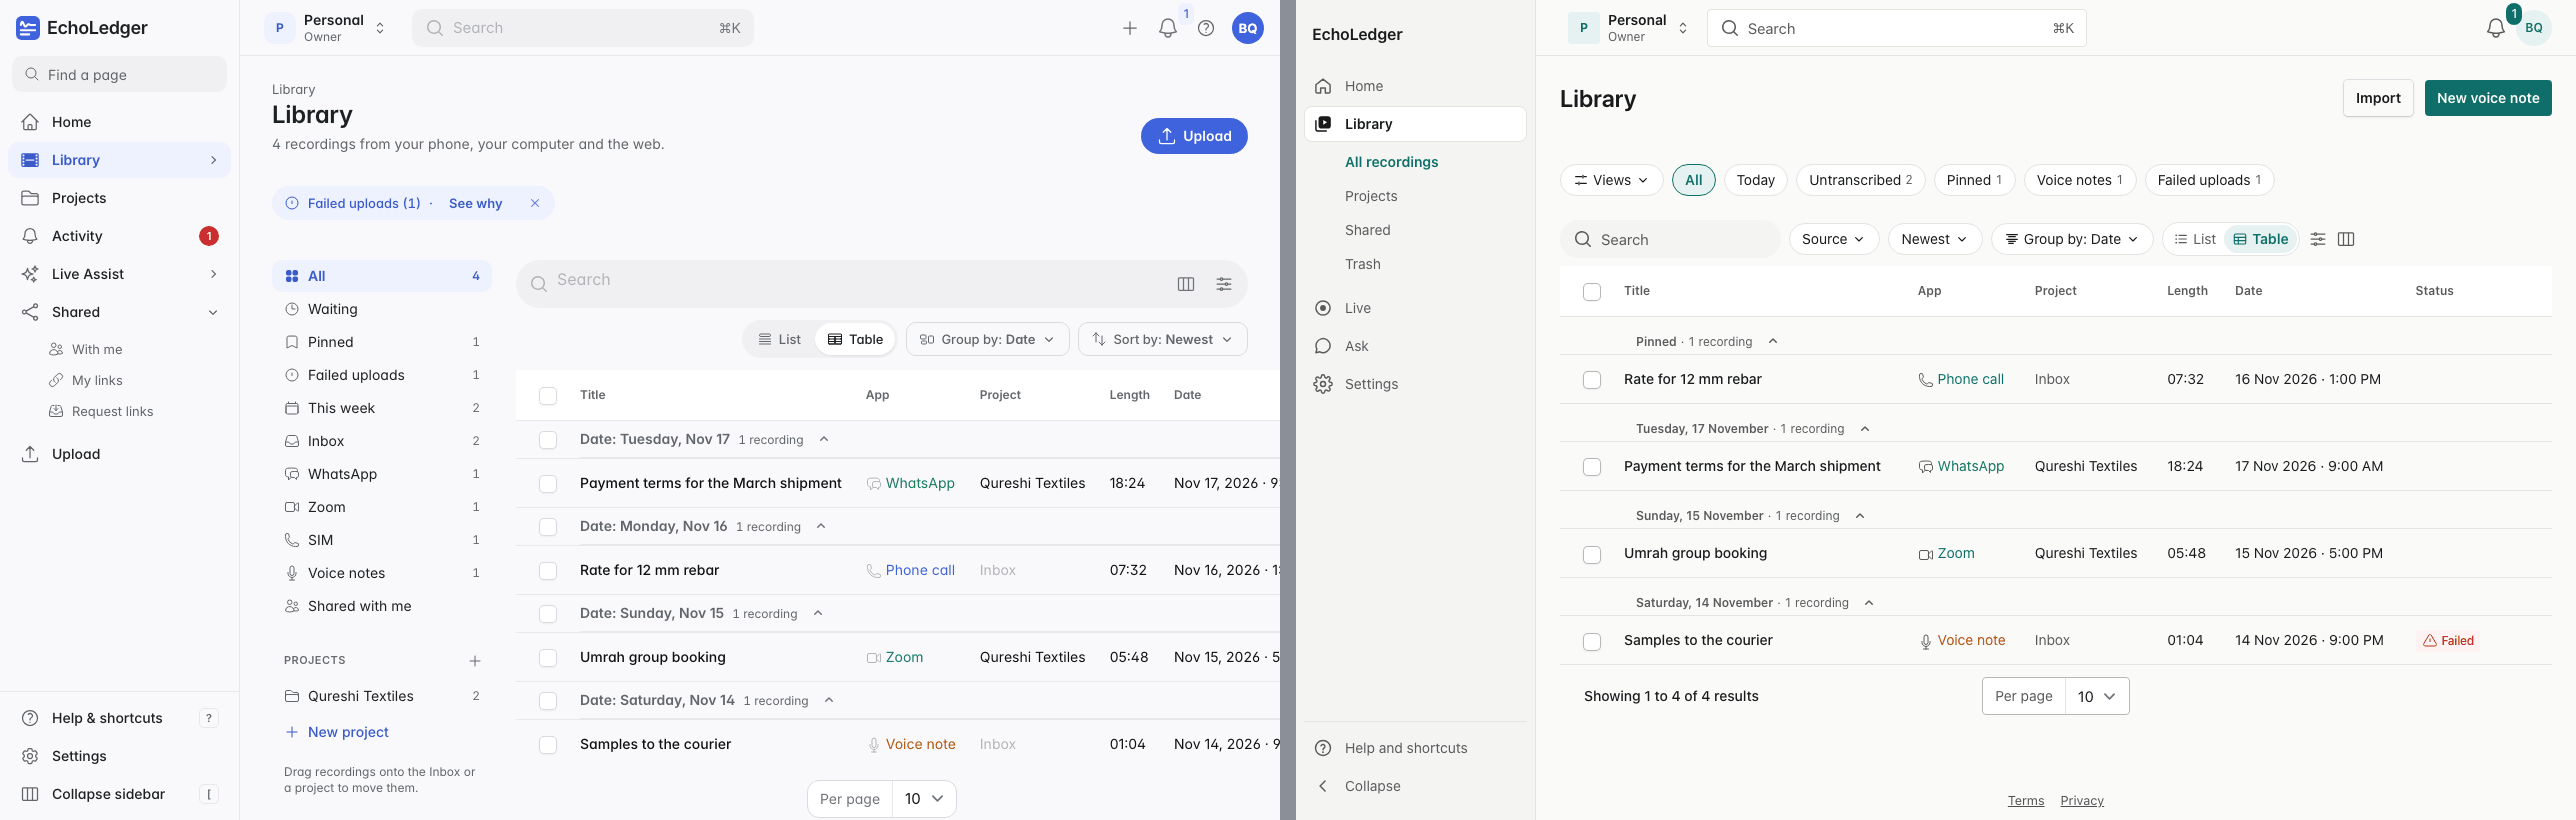 EchoLedger
Find a page
Home
Library
Projects
Activity 1
Live Assist
Shared
With me
My links
Request links
Upload
Help & shortcuts ?
Settings
Collapse sidebar [
P Personal
Owner
Search ⌘K
1
BQ
Library
Library
4 recordings from your phone, your computer and the web.
Upload
Failed uploads (1) · See why
All 4
Waiting
Pinned 1
Failed uploads 1
This week 2
Inbox 2
WhatsApp 1
Zoom 1
SIM 1
Voice notes 1
Shared with me
PROJECTS
Qureshi Textiles 2
New project
Drag recordings onto the Inbox or
a project to move them.
Search
List Table Group by: Date Sort by: Newest
Title App Project Length Date
Date: Tuesday, Nov 17 1 recording
Payment terms for the March shipment WhatsApp Qureshi Textiles 18:24 Nov 17, 2026 · 9:
Date: Monday, Nov 16 1 recording
Rate for 12 mm rebar Phone call Inbox 07:32 Nov 16, 2026 · 1:
Date: Sunday, Nov 15 1 recording
Umrah group booking Zoom Qureshi Textiles 05:48 Nov 15, 2026 · 5
Date: Saturday, Nov 14 1 recording
Samples to the courier Voice note Inbox 01:04 Nov 14, 2026 · 9
Per page 10
EchoLedger
Home
Library
All recordings
Projects
Shared
Trash
Live
Ask
Settings
Help and shortcuts
Collapse
P Personal
Owner
Search ⌘K
1
BQ
Library
Import New voice note
Views All Today Untranscribed 2 Pinned 1 Voice notes 1 Failed uploads 1
Search Source Newest Group by: Date List Table
Title App Project Length Date Status
Pinned · 1 recording
Rate for 12 mm rebar Phone call Inbox 07:32 16 Nov 2026 · 1:00 PM
Tuesday, 17 November · 1 recording
Payment terms for the March shipment WhatsApp Qureshi Textiles 18:24 17 Nov 2026 · 9:00 AM
Sunday, 15 November · 1 recording
Umrah group booking Zoom Qureshi Textiles 05:48 15 Nov 2026 · 5:00 PM
Saturday, 14 November · 1 recording
Samples to the courier Voice note Inbox 01:04 14 Nov 2026 · 9:00 PM Failed
Showing 1 to 4 of 4 results
Per page 10
Terms Privacy